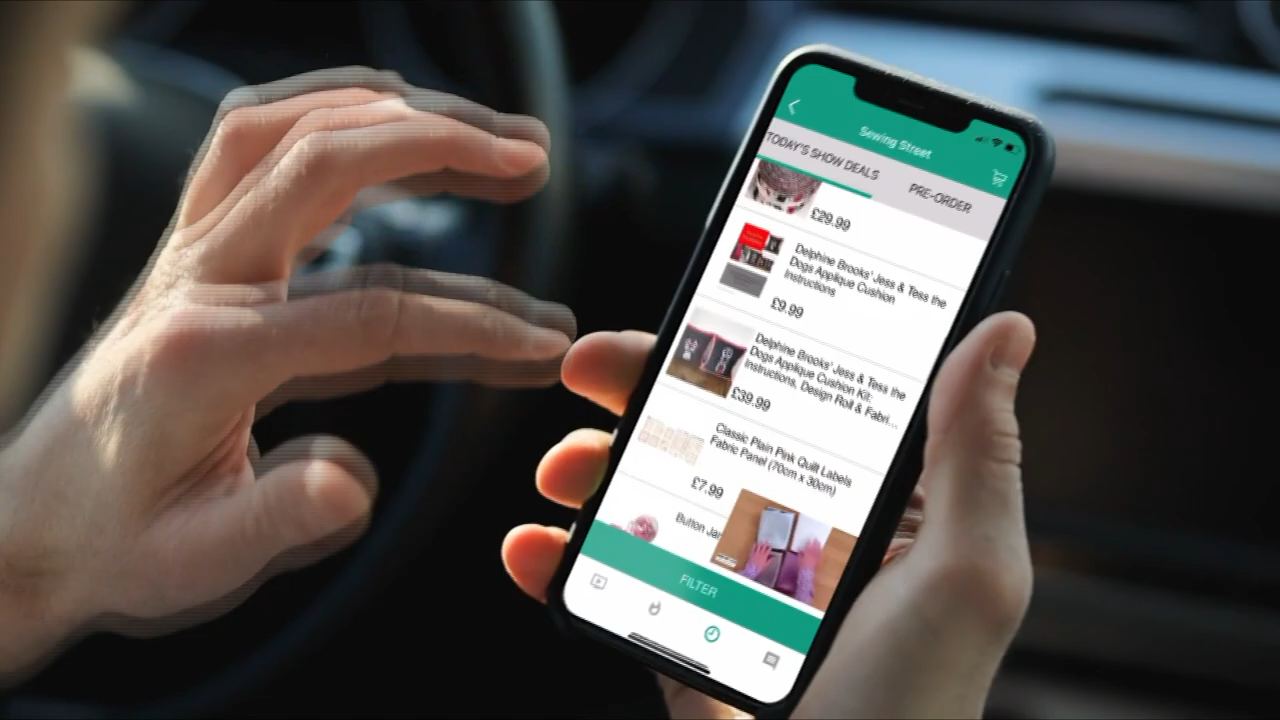 Sewing Street
TODAY'S SHOW DEALS
PRE-ORDER
£29.99
Delphine Brooks' Jess & Tess the
Dogs Applique Cushion
Instructions
£9.99
Delphine Brooks' Jess & Tess the
Dogs Applique Cushion Kit:
Instructions, Design Roll & Fabri...
£39.99
Classic Plain Pink Quilt Labels
Fabric Panel (70cm x 30cm)
£7.99
Button Jar
FILTER